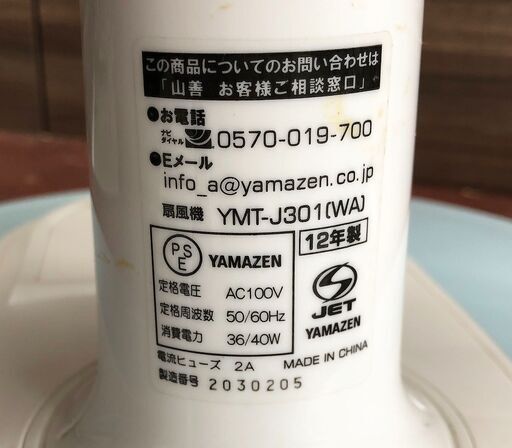 この商品についてのお問い合わせは
「山善 お客様ご相談窓口」
●お電話
ナビダイヤル 0570-019-700
●Eメール
info_a@yamazen.co.jp
扇風機 YMT-J301(WA)
12年製
PSE YAMAZEN
定格電圧 AC100V
定格周波数 50/60Hz
消費電力 36/40W
S
JET
YAMAZEN
電流ヒューズ 2A MADE IN CHINA
製造番号 2030205